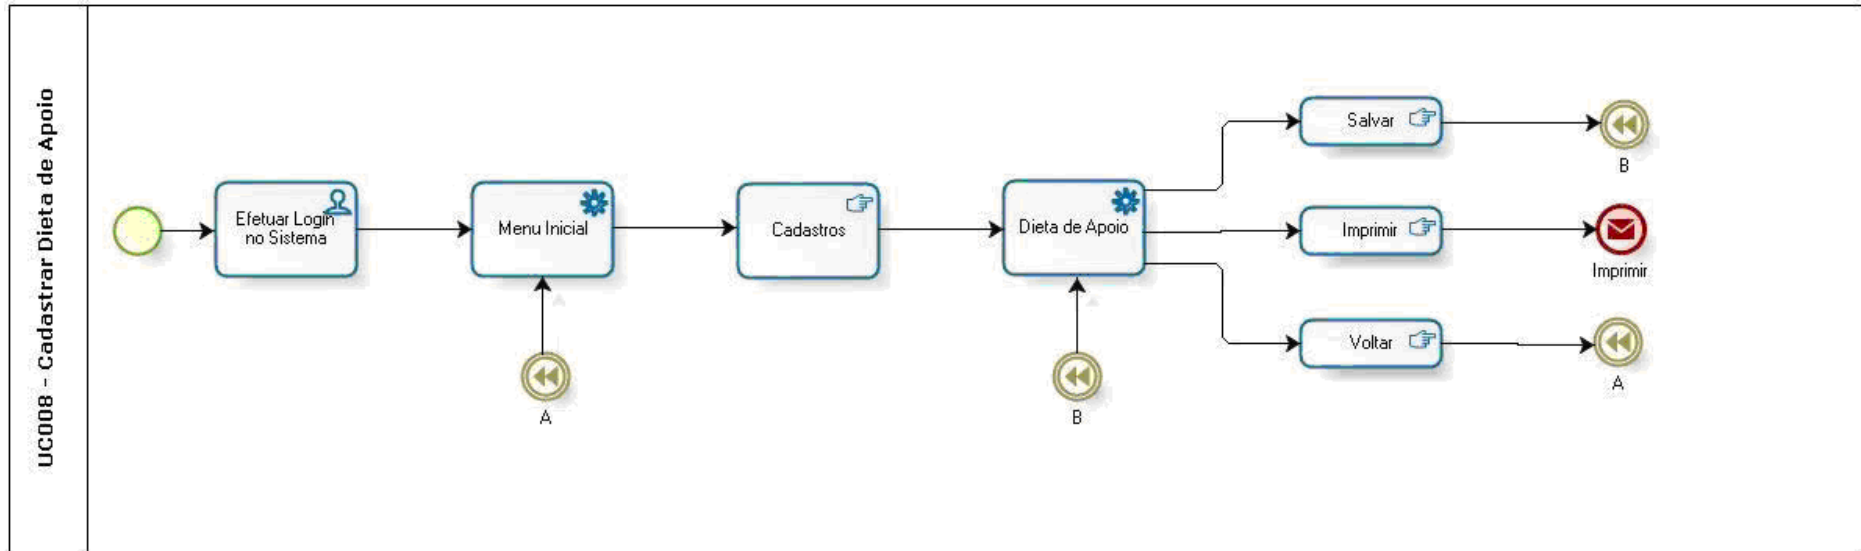 UC008 - Cadastrar Dieta de Apoio
Efetuar Login
no Sistema
Menu Inicial
Cadastros
Dieta de Apoio
Salvar
B
Imprimir
Imprimir
Voltar
A
A
B